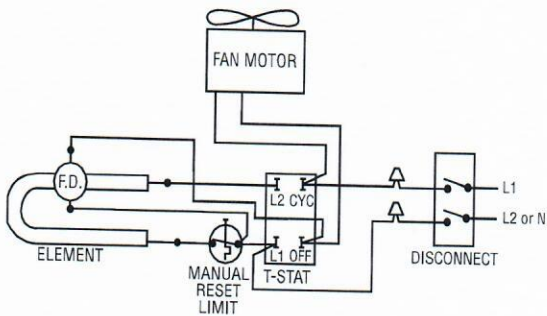 FAN MOTOR
F.D.
L2 CYC
L1
L2 or N
L1 OFF
ELEMENT
MANUAL
RESET
LIMIT
T-STAT
DISCONNECT